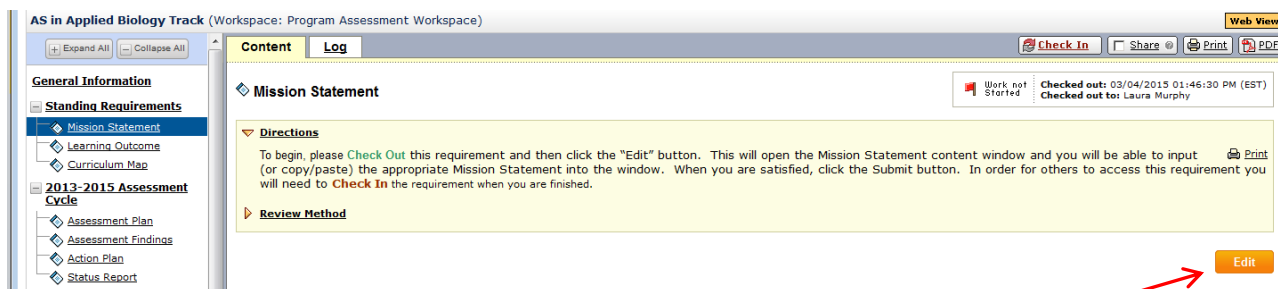 AS in Applied Biology Track (Workspace: Program Assessment Workspace)
Web View
Expand All
Collapse All
Content
Log
Check In
Share
Print
PDF
General Information
Standing Requirements
Mission Statement
Learning Outcome
Curriculum Map
2013-2015 Assessment
Cycle
Assessment Plan
Assessment Findings
Action Plan
Status Report
Mission Statement
Work not
Started
Checked out: 03/04/2015 01:46:30 PM (EST)
Checked out to: Laura Murphy
Directions
To begin, please Check Out this requirement and then click the “Edit” button. This will open the Mission Statement content window and you will be able to input
(or copy/paste) the appropriate Mission Statement into the window. When you are satisfied, click the Submit button. In order for others to access this requirement you
will need to Check In the requirement when you are finished.
Print
Review Method
Edit